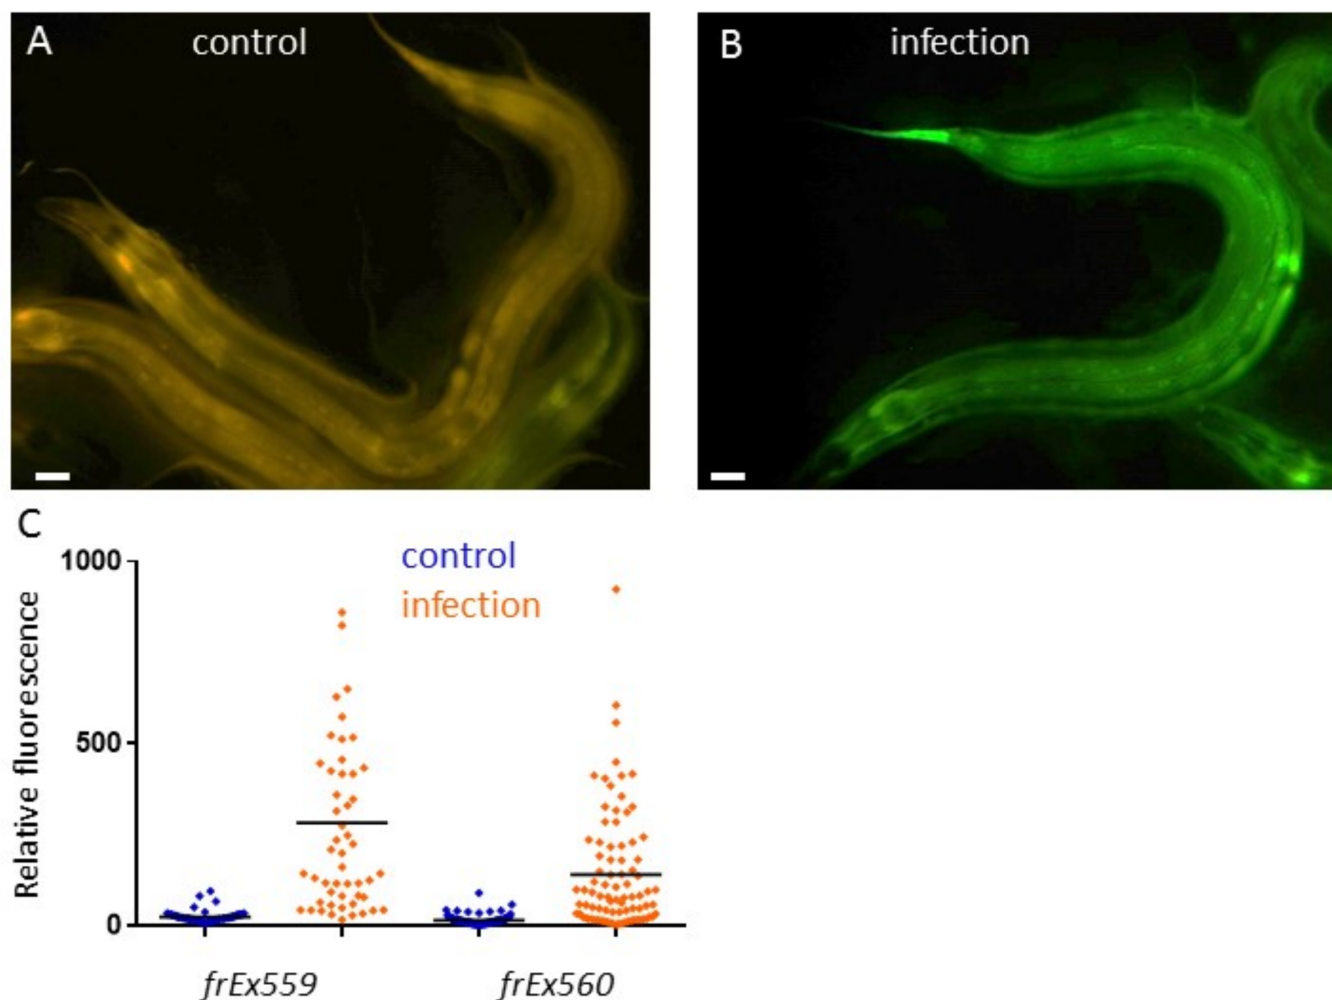 A
control
B
infection
C
control
infection
1000
500
0
Relative fluorescence
frEx559
frEx560